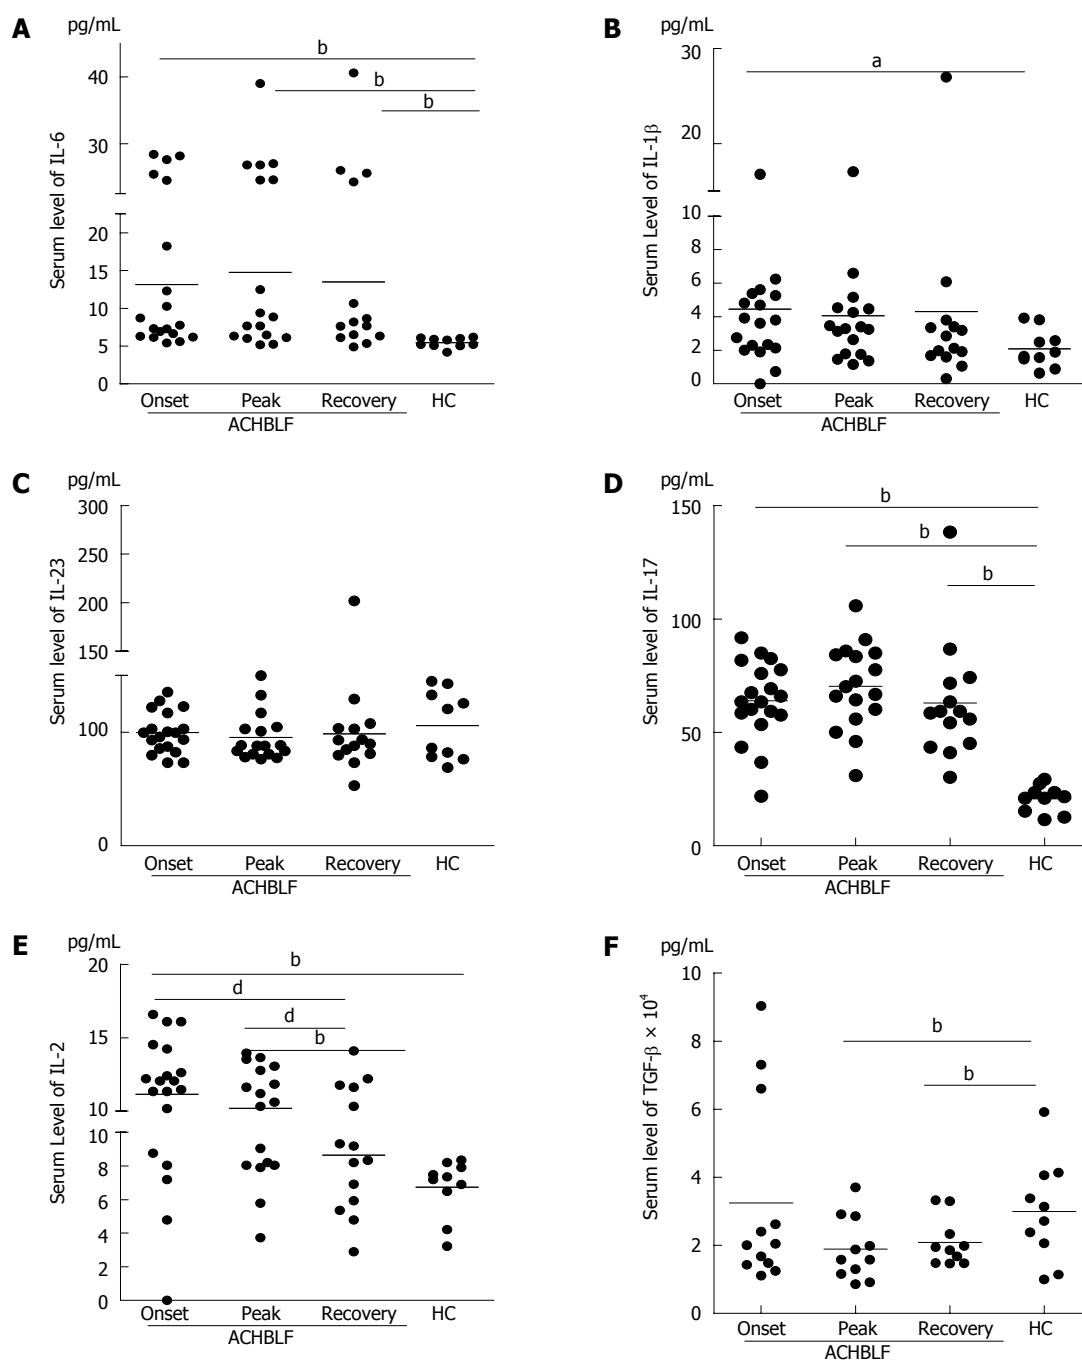 A
pg/mL
Serum level of IL-6
40
30
20
15
10
5
0
b
b
b
Onset Peak Recovery HC
ACHBLF
B
pg/mL
Serum Level of IL-1β
30
20
10
8
6
4
2
0
a
Onset Peak Recovery HC
ACHBLF
C
pg/mL
Serum level of IL-23
300
250
200
150
100
0
Onset Peak Recovery HC
ACHBLF
D
pg/mL
Serum level of IL-17
150
100
50
0
b
b
b
Onset Peak Recovery HC
ACHBLF
E
pg/mL
Serum Level of IL-2
20
15
10
8
6
4
2
0
b
d
d
b
Onset Peak Recovery HC
ACHBLF
F
pg/mL
Serum level of TGF-β × 10⁴
10
8
6
4
2
0
b
b
Onset Peak Recovery HC
ACHBLF